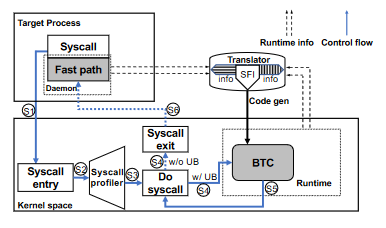 Target Process
Syscall
Fast path
Daemon
Runtime info
Control flow
Translator
info
SFI
info
Code gen
S1
S6
Syscall
exit
S4
w/o UB
Syscall
entry
S2
Syscall
profiler
S3
Do
syscall
w/ UB
S4
BTC
S5
Runtime
Kernel space